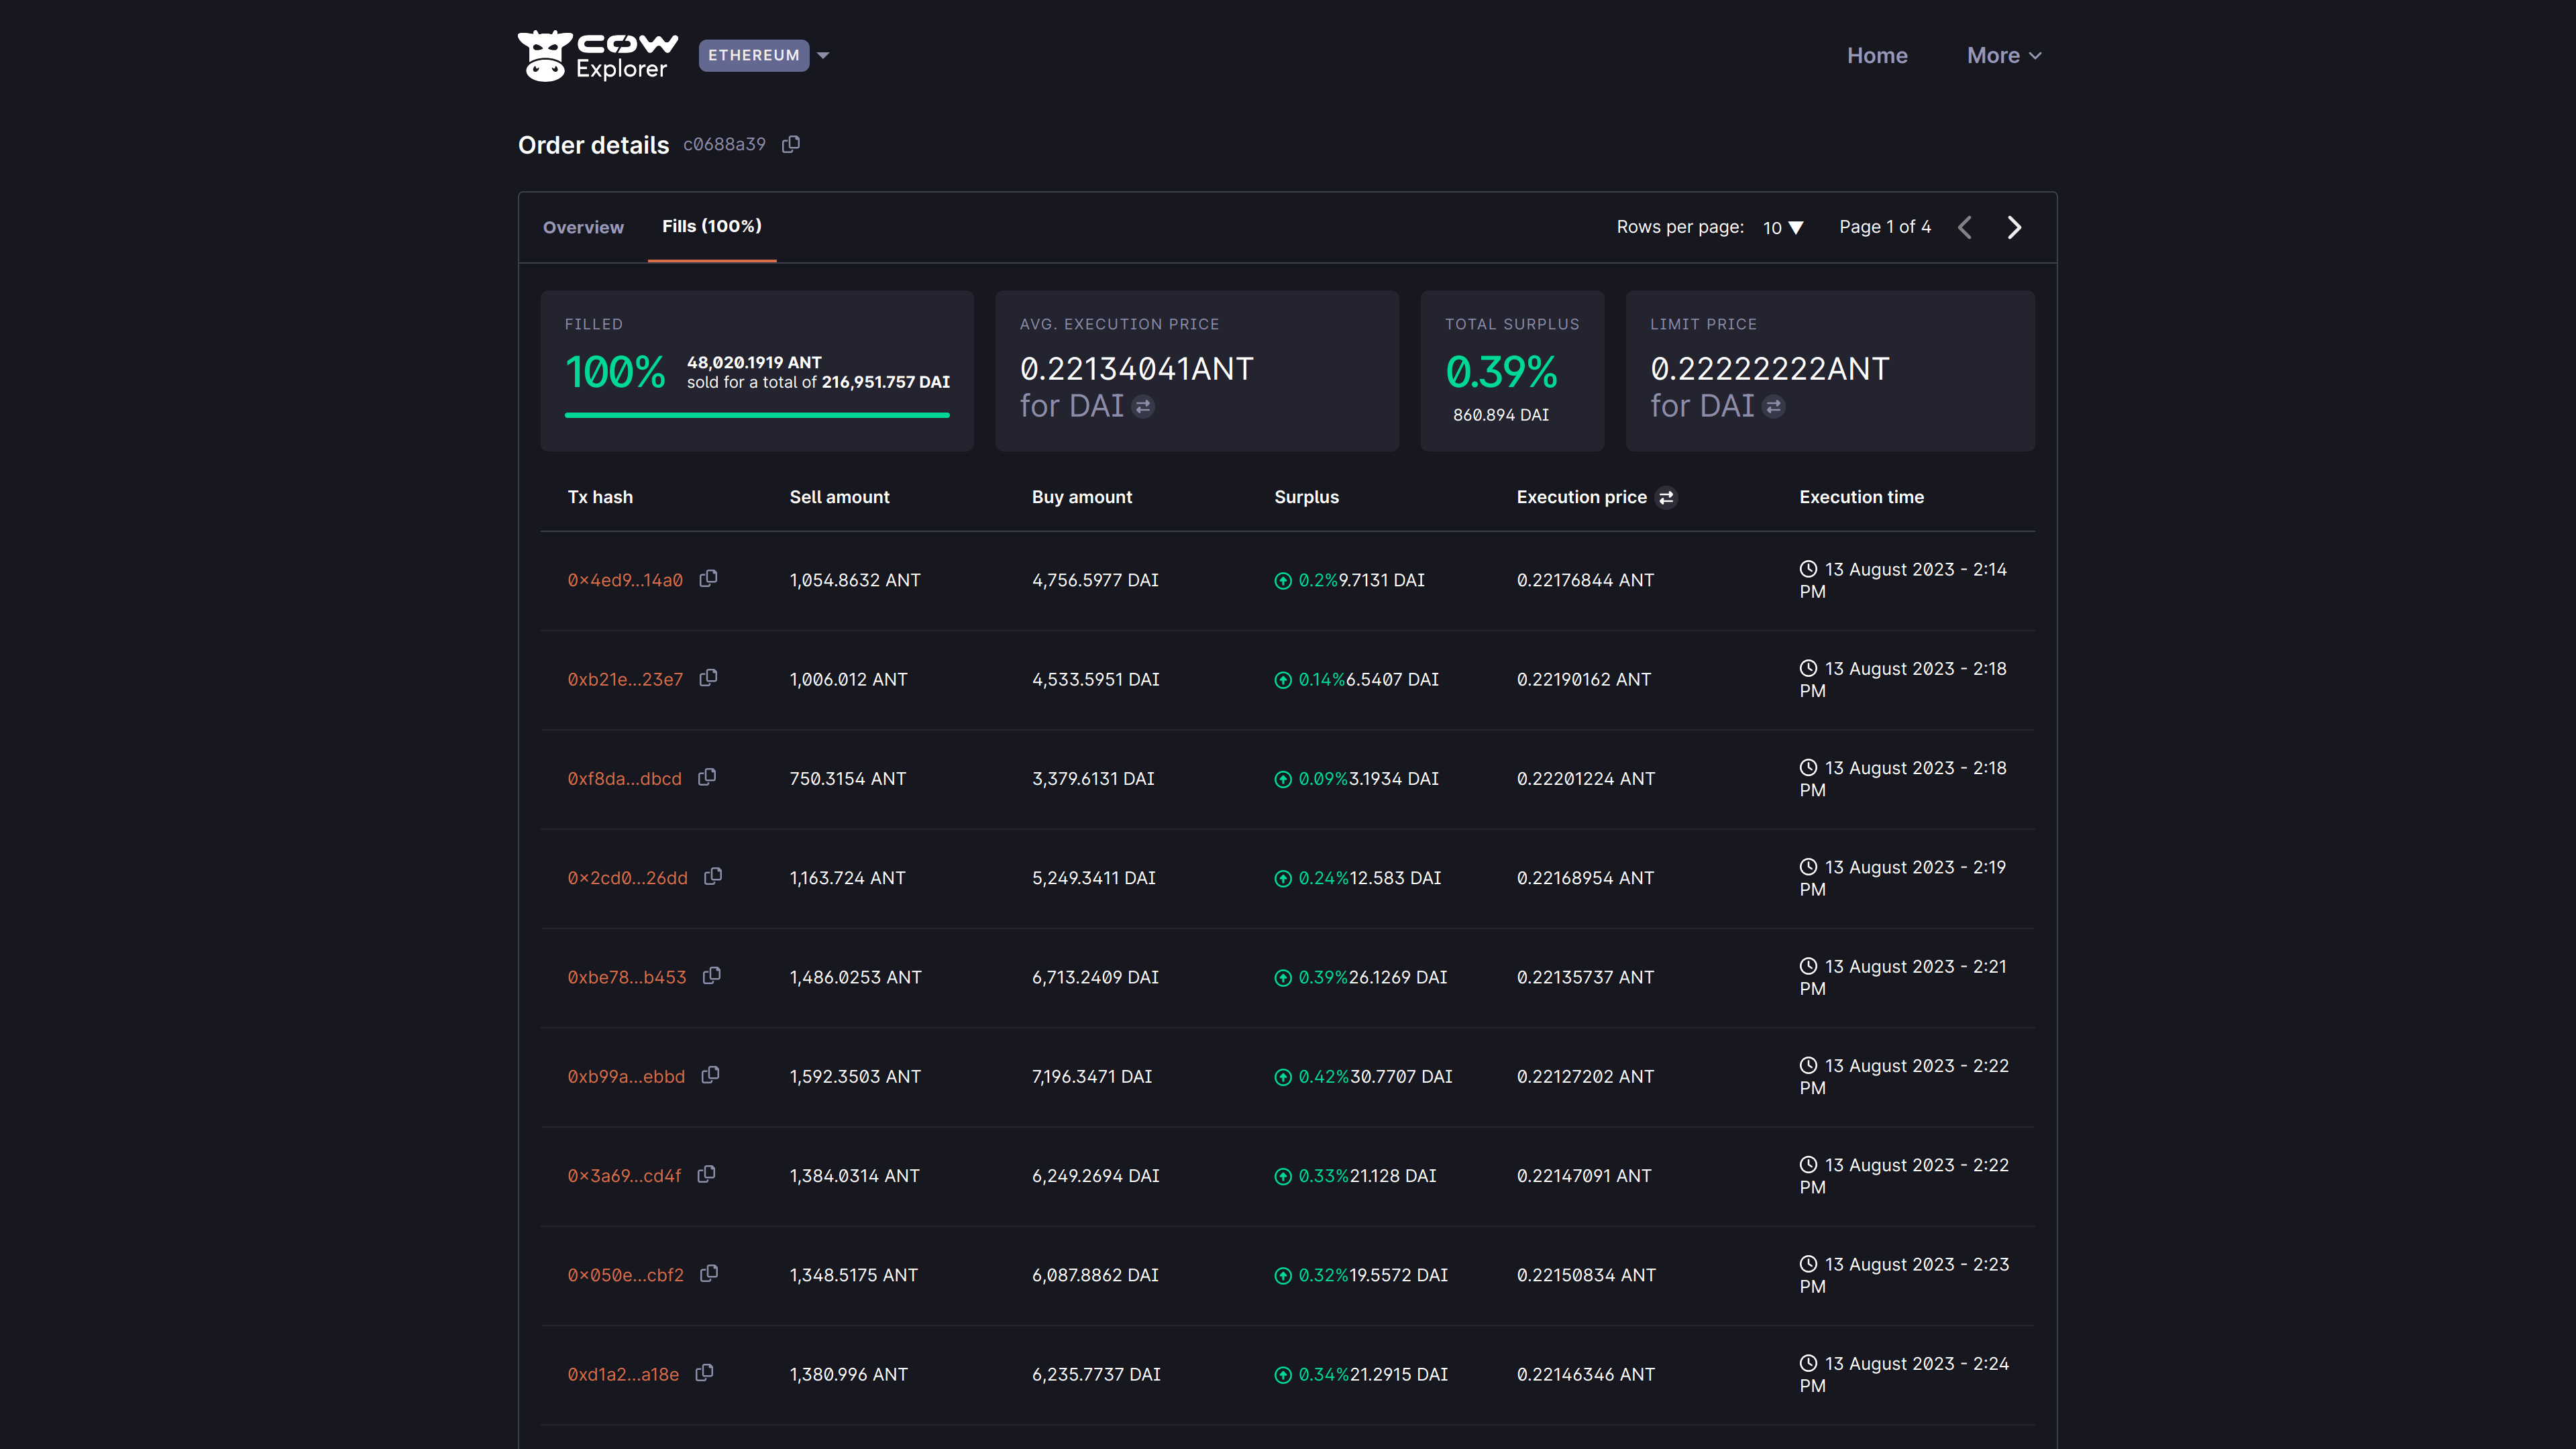 COW
Explorer
ETHEREUM
Home
More
Order details c0688a39
Overview
Fills (100%)
Rows per page: 10 ▼
Page 1 of 4
FILLED
100%
48,020.1919 ANT
sold for a total of 216,951.757 DAI
AVG. EXECUTION PRICE
0.22134041ANT
for DAI
TOTAL SURPLUS
0.39%
860.894 DAI
LIMIT PRICE
0.22222222ANT
for DAI
Tx hash Sell amount Buy amount Surplus Execution price Execution time
0×4ed9...14a0 1,054.8632 ANT 4,756.5977 DAI 0.2%9.7131 DAI 0.22176844 ANT 13 August 2023 - 2:14
PM
0xb21e...23e7 1,006.012 ANT 4,533.5951 DAI 0.14%6.5407 DAI 0.22190162 ANT 13 August 2023 - 2:18
PM
0xf8da...dbcd 750.3154 ANT 3,379.6131 DAI 0.09%3.1934 DAI 0.22201224 ANT 13 August 2023 - 2:18
PM
0×2cd0...26dd 1,163.724 ANT 5,249.3411 DAI 0.24%12.583 DAI 0.22168954 ANT 13 August 2023 - 2:19
PM
0xbe78...b453 1,486.0253 ANT 6,713.2409 DAI 0.39%26.1269 DAI 0.22135737 ANT 13 August 2023 - 2:21
PM
0xb99a...ebbd 1,592.3503 ANT 7,196.3471 DAI 0.42%30.7707 DAI 0.22127202 ANT 13 August 2023 - 2:22
PM
0×3a69...cd4f 1,384.0314 ANT 6,249.2694 DAI 0.33%21.128 DAI 0.22147091 ANT 13 August 2023 - 2:22
PM
0×050e...cbf2 1,348.5175 ANT 6,087.8862 DAI 0.32%19.5572 DAI 0.22150834 ANT 13 August 2023 - 2:23
PM
0xd1a2...a18e 1,380.996 ANT 6,235.7737 DAI 0.34%21.2915 DAI 0.22146346 ANT 13 August 2023 - 2:24
PM